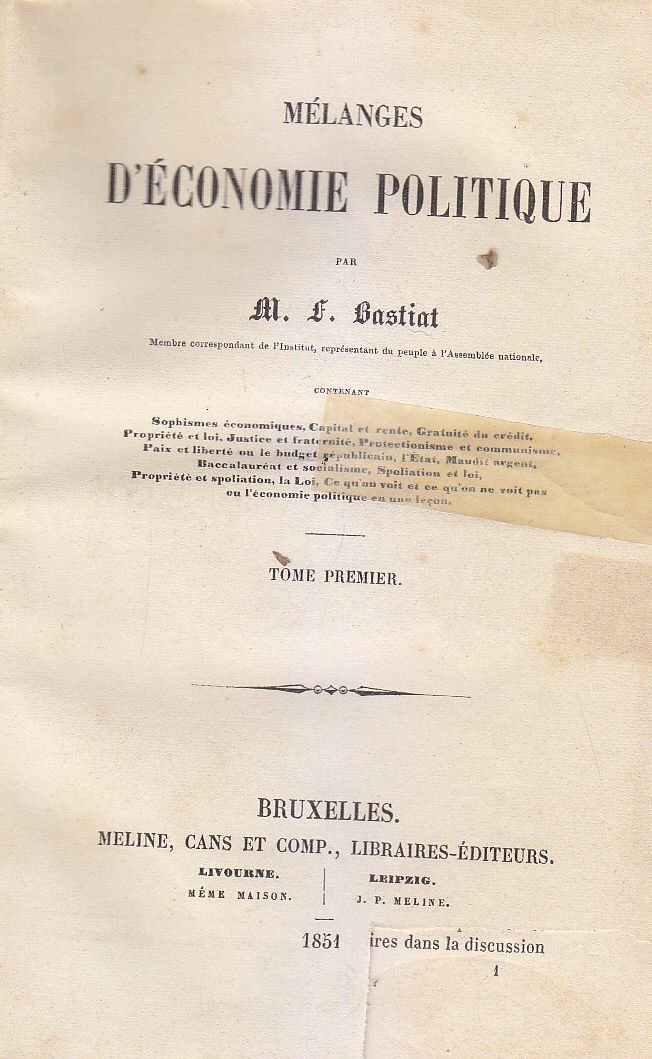 MÉLANGES
D'ÉCONOMIE POLITIQUE
PAR
M. F. Bastiat
Membre correspondant de l'Institut, représentant du peuple à l'Assemblée nationale,
CONTENANT
Sophismes économiques, Capital et rente, Gratuité du crédit,
Propriété et loi, Justice et fraternité, Protectionisme et communisme,
Paix et liberté ou le budget républicain, l'État, Maudit argent,
Baccalauréat et socialisme, Spoliation et loi,
Propriété et spoliation, la Loi, Ce qu'on voit et ce qu'on ne voit pas
ou l'économie politique en une leçon.
TOME PREMIER.
BRUXELLES.
MELINE, CANS ET COMP., LIBRAIRES-ÉDITEURS.
LIVOURNE. | LEIPZIG.
MÊME MAISON. | J. P. MELINE.
1851 ires dans la discussion
1